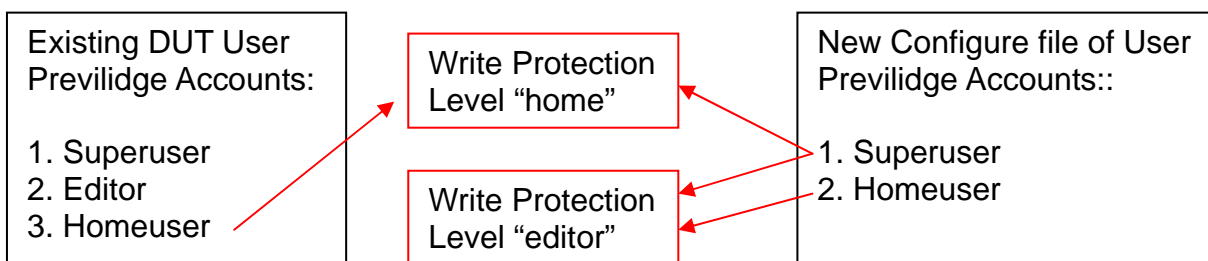 Existing DUT User
Previlidge Accounts:
1. Superuser
2. Editor
3. Homeuser
Write Protection
Level “home”
Write Protection
Level “editor”
New Configure file of User
Previlidge Accounts::
1. Superuser
2. Homeuser